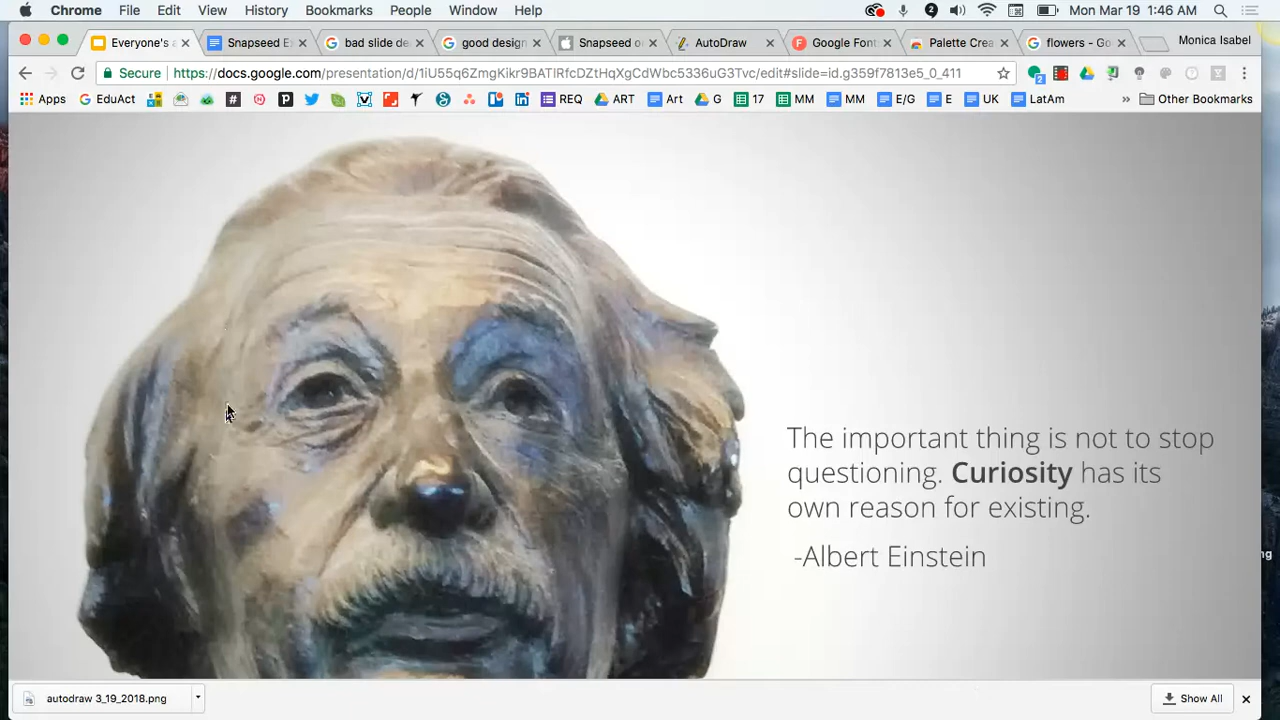 Chrome File Edit View History Bookmarks People Window Help 2 Mon Mar 19 1:46 AM
Everyone's a Snapseed Ex bad slide de good design Snapseed o AutoDraw Google Font Palette Crea flowers - Go Monica Isabel
Secure https://docs.google.com/presentation/d/1iU55q6ZntgKiIr9BATIRfcDZtHqXgCdWbc5336uG3Tvc/edit#slide=id.g359f7813e5_0_411
Apps EduAct REQ ART Art G 17 MM MM E/G E UK LatAm » Other Bookmarks
The important thing is not to stop
questioning. Curiosity has its
own reason for existing.
-Albert Einstein
autodraw 3_19_2018.png Show All